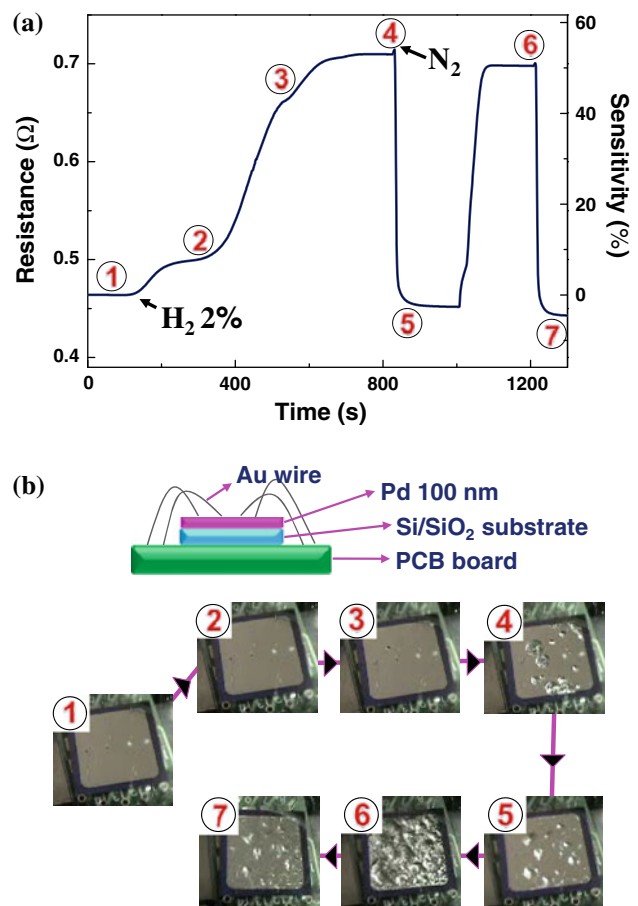 (a)
Resistance (Ω)
0.7
0.6
0.5
0.4
Sensitivity (%)
60
40
20
0
0 400 800 1200
Time (s)
1
2
3
4
5
6
7
H₂ 2%
N₂
(b)
Au wire
Pd 100 nm
Si/SiO₂ substrate
PCB board
2
3
4
1
7
6
5